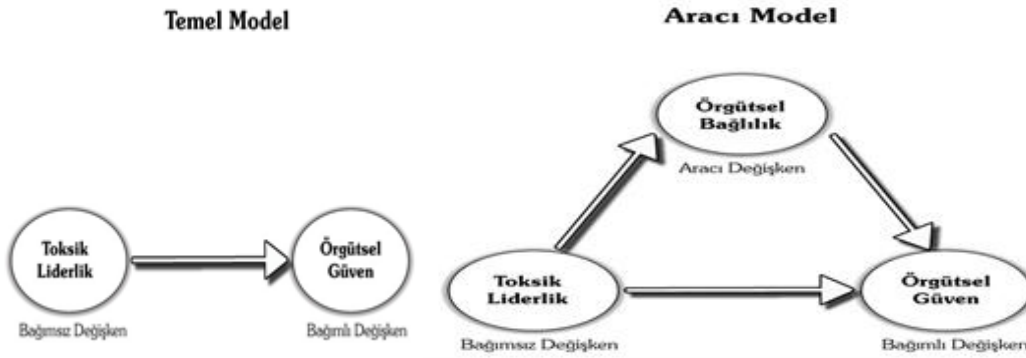 Temel Model
Toksik
Liderlik
Bağımsız Değişken
Örgütsel
Güven
Bağımlı Değişken
Aracı Model
Örgütsel
Bağlılık
Aracı Değişken
Toksik
Liderlik
Bağımsız Değişken
Örgütsel
Güven
Bağımlı Değişken